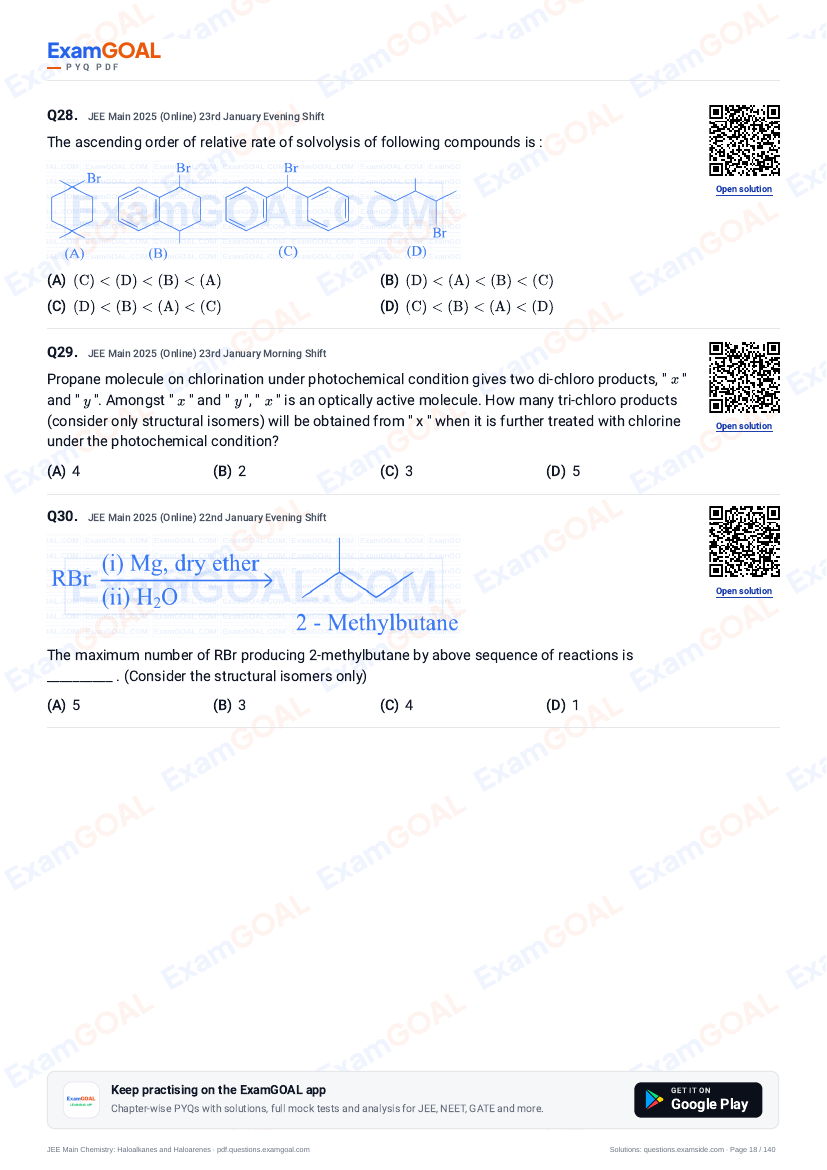 ExamGOAL
PYQ PDF
Q28. JEE Main 2025 (Online) 23rd January Evening Shift
The ascending order of relative rate of solvolysis of following compounds is :
Open solution
Br Br Br
Br
(A) (B) (C) (D)
(A) (C) < (D) < (B) < (A)
(B) (D) < (A) < (B) < (C)
(C) (D) < (B) < (A) < (C)
(D) (C) < (B) < (A) < (D)
Q29. JEE Main 2025 (Online) 23rd January Morning Shift
Propane molecule on chlorination under photochemical condition gives two di-chloro products, " x "
and " y ". Amongst " x " and " y ", " x " is an optically active molecule. How many tri-chloro products
(consider only structural isomers) will be obtained from " x " when it is further treated with chlorine
under the photochemical condition?
Open solution
(A) 4 (B) 2 (C) 3 (D) 5
Q30. JEE Main 2025 (Online) 22nd January Evening Shift
RBr (i) Mg, dry ether
(ii) H₂O
2 - Methylbutane
Open solution
The maximum number of RBr producing 2-methylbutane by above sequence of reactions is
__________ . (Consider the structural isomers only)
(A) 5 (B) 3 (C) 4 (D) 1
Keep practising on the ExamGOAL app
Chapter-wise PYQs with solutions, full mock tests and analysis for JEE, NEET, GATE and more.
GET IT ON
Google Play
JEE Main Chemistry: Haloalkanes and Haloarenes · pdf.questions.examgoal.com
Solutions: questions.examside.com · Page 18 / 140